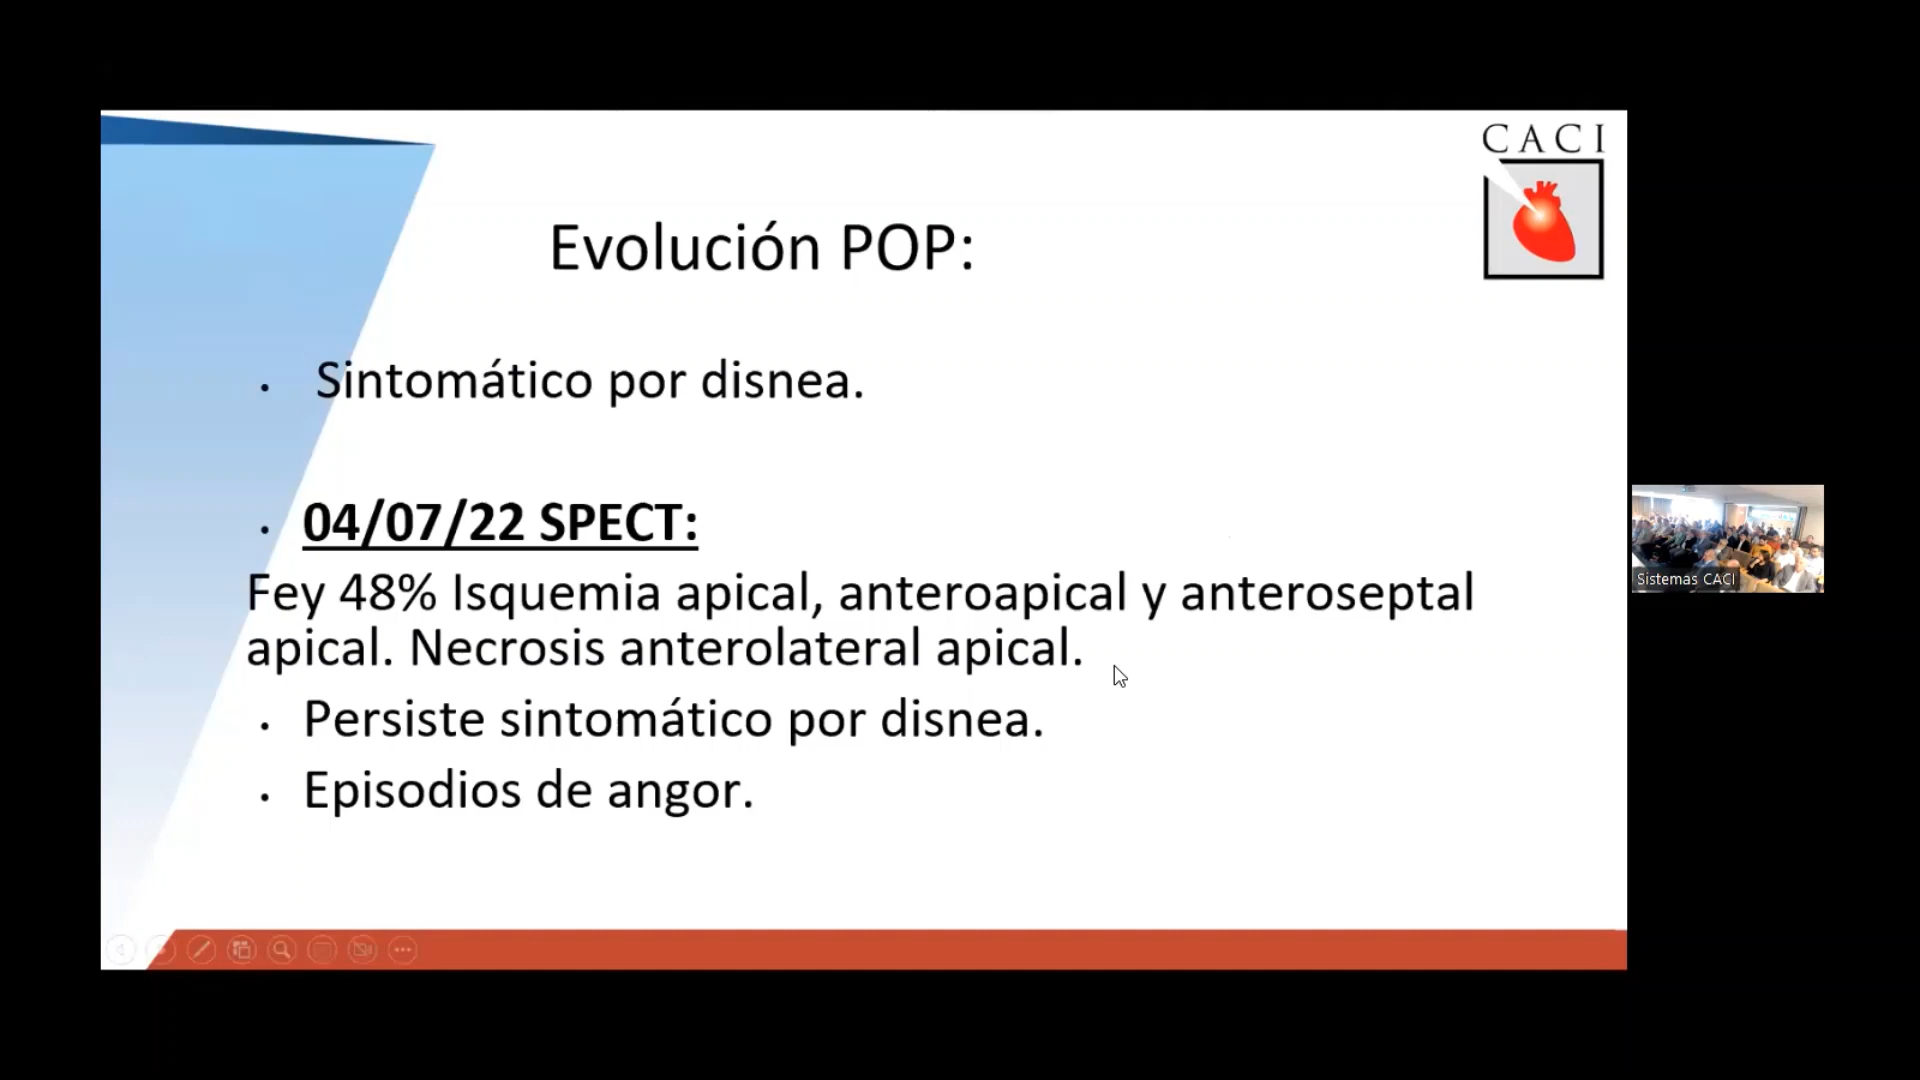 CACI
Evolución POP:
• Sintomático por disnea.
• 04/07/22 SPECT:
Fey 48% Isquemia apical, anteroapical y anteroseptal
apical. Necrosis anterolateral apical.
• Persiste sintomático por disnea.
• Episodios de angor.
Sistemas CACI